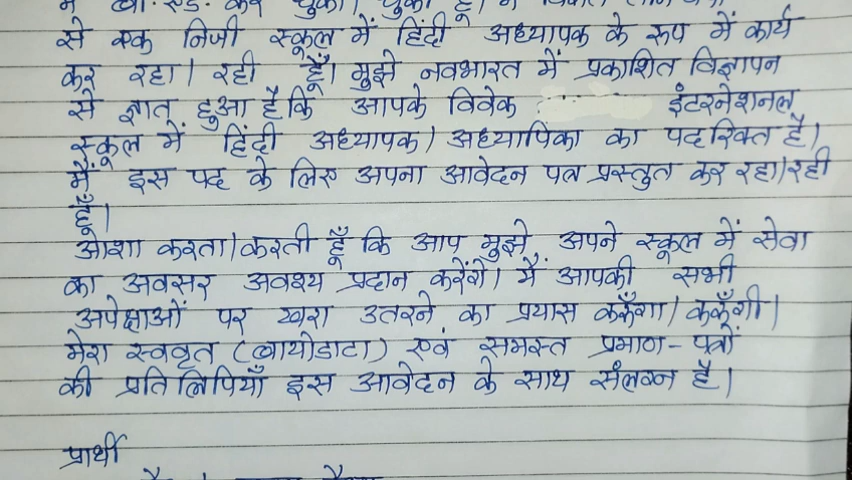 से एक निजी स्कूल में हिंदी अध्यापक के रूप में कार्य
कर रहा/रही हूँ। मुझे नवभारत में प्रकाशित विज्ञापन
से ज्ञात हुआ है कि आपके विवेक ........ इंटरनेशनल
स्कूल में हिंदी अध्यापक/अध्यापिका का पद रिक्त है।
मैं इस पद के लिए अपना आवेदन पत्र प्रस्तुत कर रहा/रही
हूँ।
आशा करता/करती हूँ कि आप मुझे अपने स्कूल में सेवा
का अवसर अवश्य प्रदान करेंगे। मैं आपकी सभी
अपेक्षाओं पर खरा उतरने का प्रयास करूँगा/करूँगी।
मेरा स्ववृत (बायोडाटा) एवं समस्त प्रमाण-पत्रों
की प्रतिलिपियाँ इस आवेदन के साथ संलग्न है।
प्रार्थी